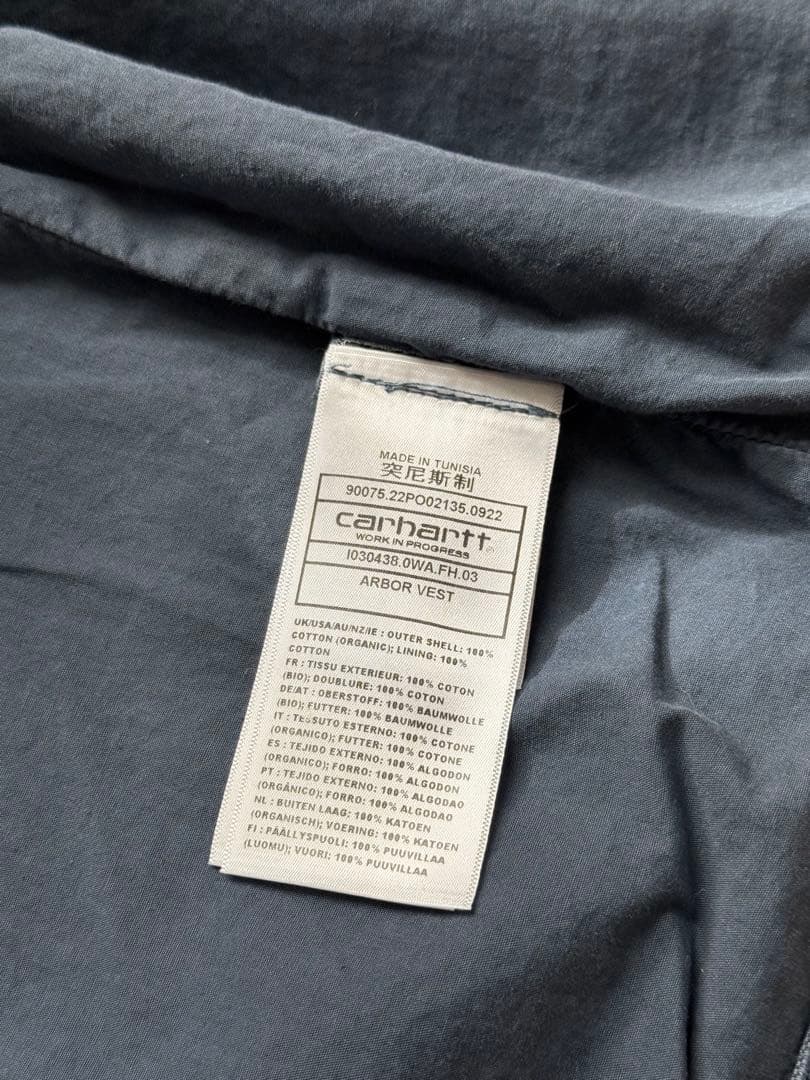 MADE IN TUNISIA
突尼斯制
90075.22PO02135.0922
carhartt
WORK IN PROGRESS
I030438.0WA.FH.03
ARBOR VEST
UK/USA/AU/NZ/IE : OUTER SHELL: 100%
COTTON (ORGANIC); LINING: 100%
COTTON
FR : TISSU EXTERIEUR: 100% COTON
(BIO); DOUBLURE: 100% COTON
DE/AT : OBERSTOFF: 100% BAUMWOLLE
(BIO); FUTTER: 100% BAUMWOLLE
IT : TESSUTO ESTERNO: 100% COTONE
(ORGANICO); FUTTER: 100% COTONE
ES : TEJIDO EXTERNO: 100% ALGODON
(ORGANICO); FORRO: 100% ALGODON
PT : TEJIDO EXTERNO: 100% ALGODAO
(ORGÂNICO); FORRO: 100% ALGODAO
NL : BUITEN LAAG: 100% KATOEN
(ORGANISCH); VOERING: 100% KATOEN
FI : PÄÄLLYSPUOLI: 100% PUUVILLAA
(LUOMU); VUORI: 100% PUUVILLAA